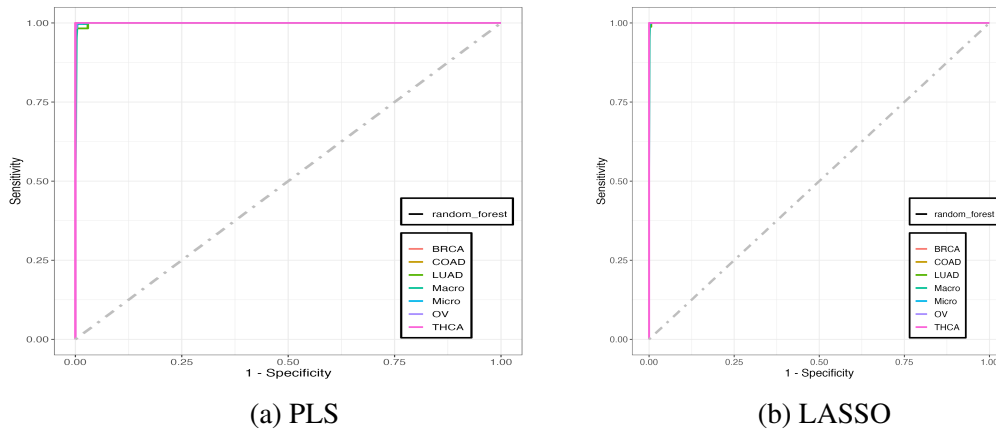 1.00
0.75
0.50
0.25
0.00
Sensitivity
0.00
0.25
0.50
0.75
1.00
1 - Specificity
random_forest
BRCA
COAD
LUAD
Macro
Micro
OV
THCA
(a) PLS
1.00
0.75
0.50
0.25
0.00
Sensitivity
0.00
0.25
0.50
0.75
1.00
1 - Specificity
random_forest
BRCA
COAD
LUAD
Macro
Micro
OV
THCA
(b) LASSO